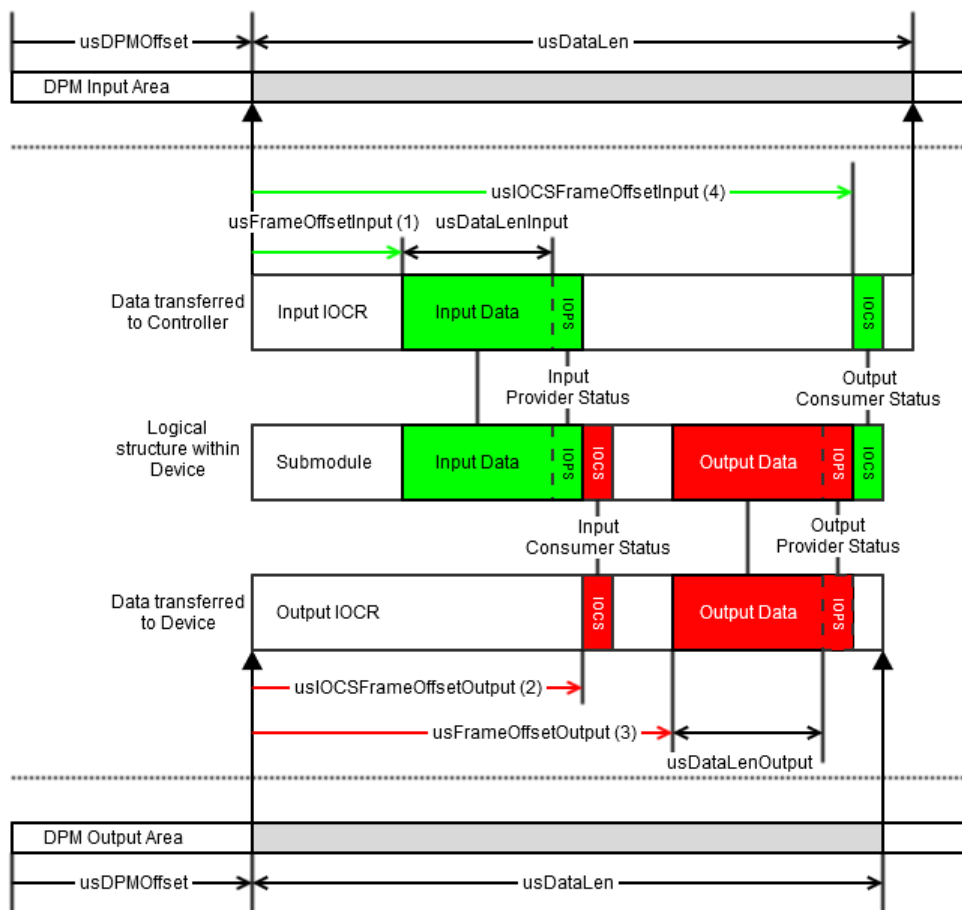 usDPMOffset
usDataLen
DPM Input Area
usIOCSFrameOffsetInput (4)
usFrameOffsetInput (1)
usDataLenInput
Data transferred
to Controller
Input IOCR
Input Data
IOPS
IOCS
Input
Provider Status
Output
Consumer Status
Logical
structure within
Device
Submodule
Input Data
IOPS
IOCS
Output Data
IOPS
IOCS
Input
Consumer Status
Output
Provider Status
Data transferred
to Device
Output IOCR
IOCS
Output Data
IOPS
usIOCSFrameOffsetOutput (2)
usFrameOffsetOutput (3)
usDataLenOutput
DPM Output Area
usDPMOffset
usDataLen